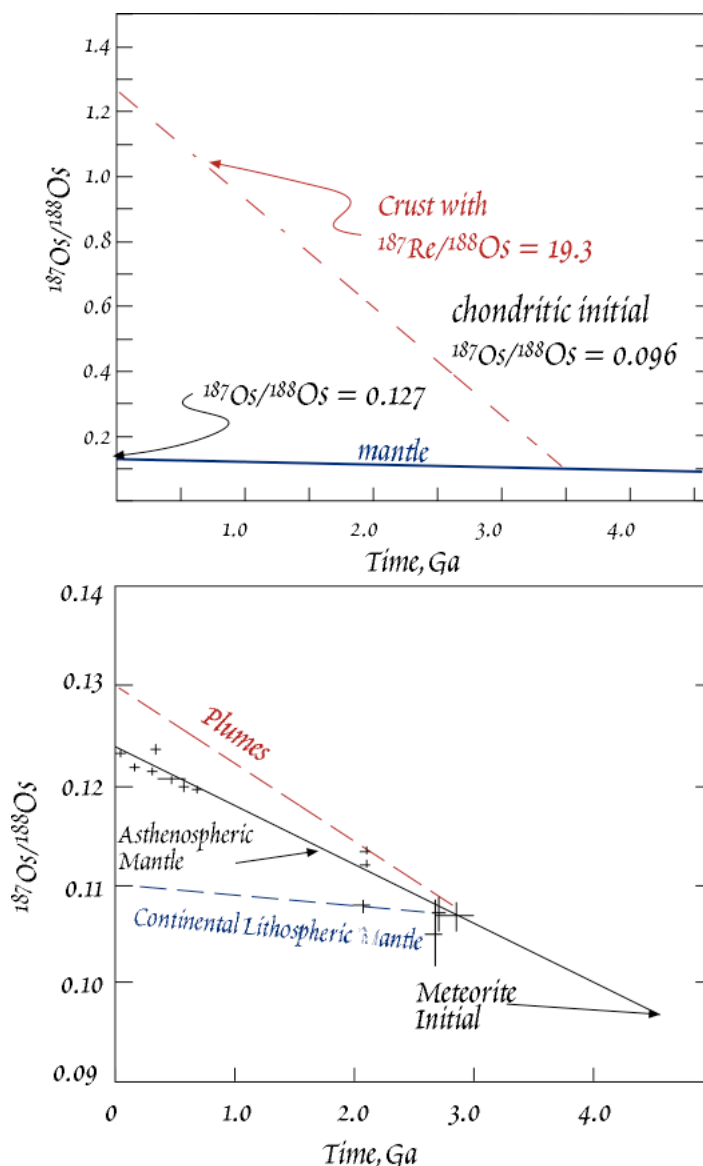 1.4
1.2
1.0
0.8
0.6
0.4
0.2
¹⁸⁷Os/¹⁸⁸Os
Crust with
¹⁸⁷Re/¹⁸⁸Os = 19.3
chondritic initial
¹⁸⁷Os/¹⁸⁸Os = 0.096
¹⁸⁷Os/¹⁸⁸Os = 0.127
mantle
1.0 2.0 3.0 4.0
Time, Ga
0.14
0.13
0.12
0.11
0.10
0.09
¹⁸⁷Os/¹⁸⁸Os
Plumes
Asthenospheric
Mantle
Continental Lithospheric Mantle
Meteorite
Initial
0 1.0 2.0 3.0 4.0
Time, Ga